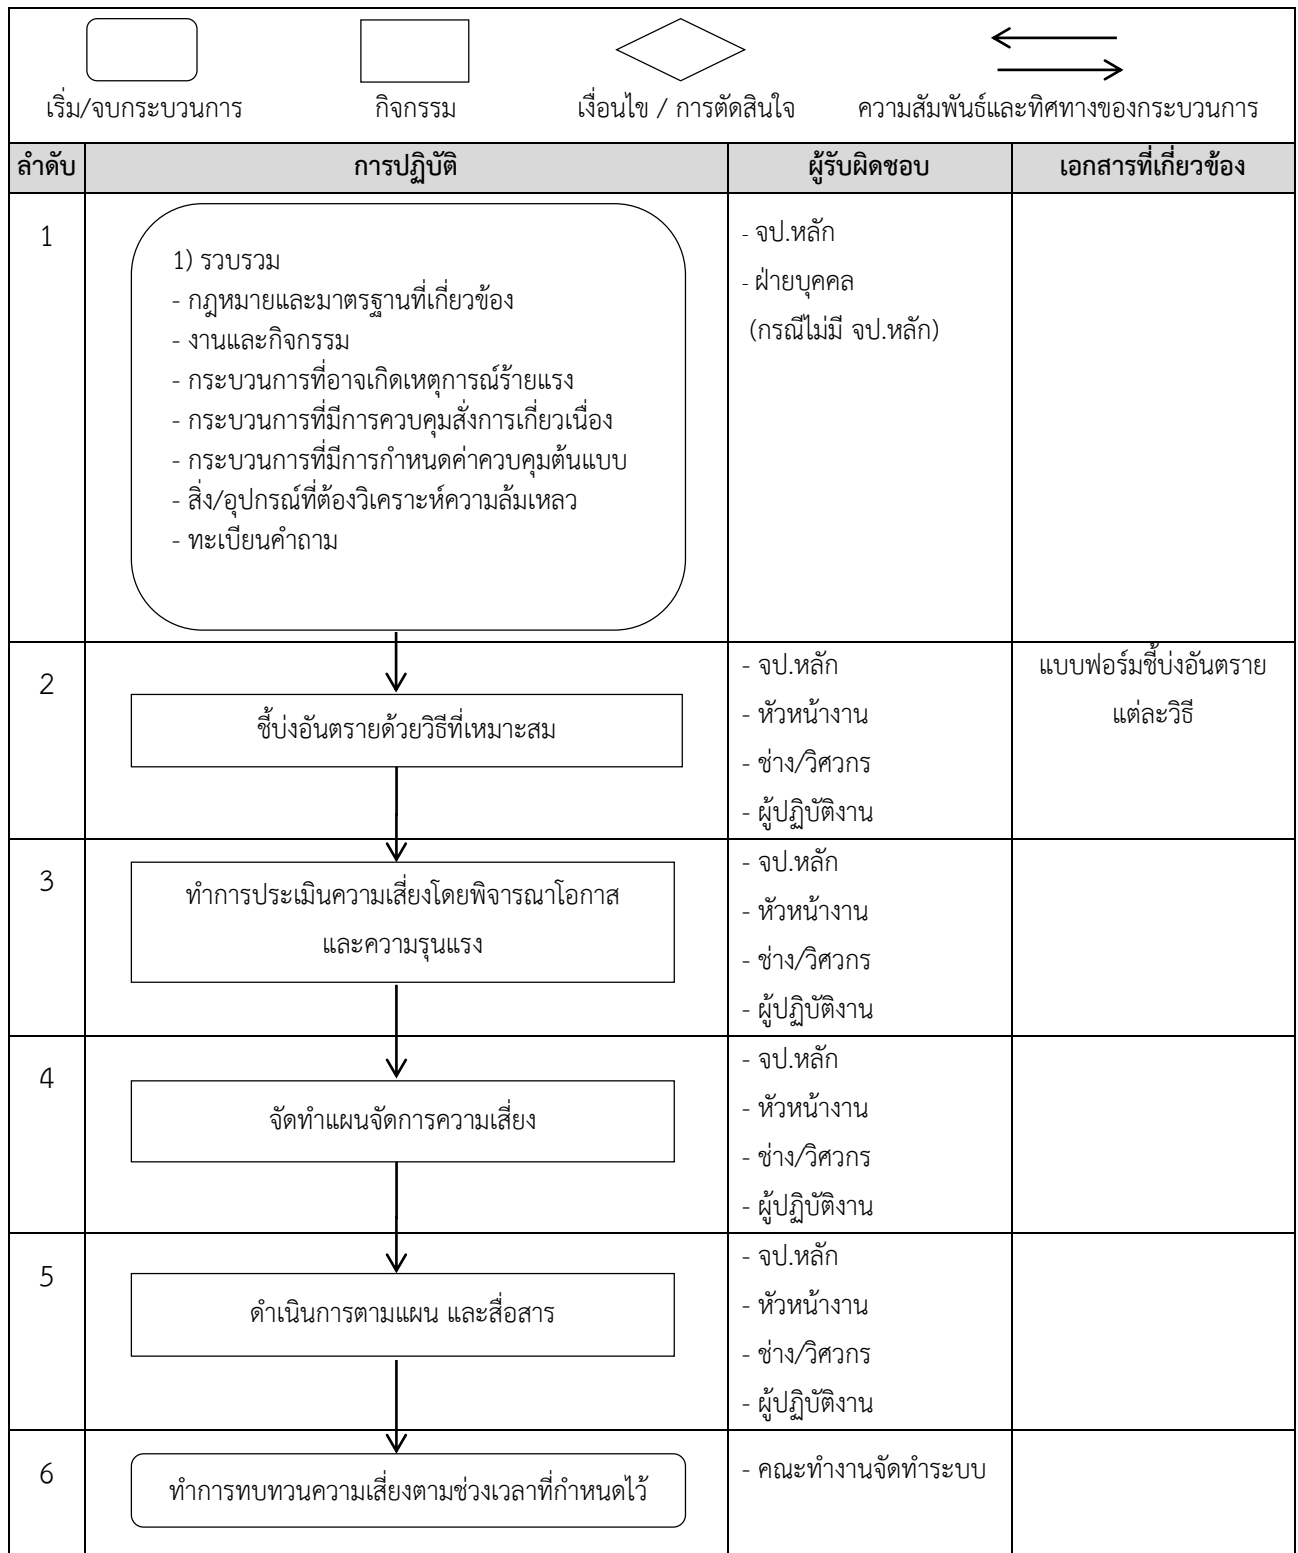 เริ่ม/จบกระบวนการ
กิจกรรม
เงื่อนไข / การตัดสินใจ
ความสัมพันธ์และทิศทางของกระบวนการ
ลำดับ
การปฏิบัติ
ผู้รับผิดชอบ
เอกสารที่เกี่ยวข้อง
1
1) รวบรวม
- กฎหมายและมาตรฐานที่เกี่ยวข้อง
- งานและกิจกรรม
- กระบวนการที่อาจเกิดเหตุการณ์ร้ายแรง
- กระบวนการที่มีการควบคุมสั่งการเกี่ยวเนื่อง
- กระบวนการที่มีการกำหนดค่าควบคุมต้นแบบ
- สิ่ง/อุปกรณ์ที่ต้องวิเคราะห์ความล้มเหลว
- ทะเบียนคำถาม
- จป.หลัก
- ฝ่ายบุคคล
(กรณีไม่มี จป.หลัก)
2
ชี้บ่งอันตรายด้วยวิธีที่เหมาะสม
- จป.หลัก
- หัวหน้างาน
- ช่าง/วิศวกร
- ผู้ปฏิบัติงาน
แบบฟอร์มชี้บ่งอันตราย
แต่ละวิธี
3
ทำการประเมินความเสี่ยงโดยพิจารณาโอกาส
และความรุนแรง
- จป.หลัก
- หัวหน้างาน
- ช่าง/วิศวกร
- ผู้ปฏิบัติงาน
4
จัดทำแผนจัดการความเสี่ยง
- จป.หลัก
- หัวหน้างาน
- ช่าง/วิศวกร
- ผู้ปฏิบัติงาน
5
ดำเนินการตามแผน และสื่อสาร
- จป.หลัก
- หัวหน้างาน
- ช่าง/วิศวกร
- ผู้ปฏิบัติงาน
6
ทำการทบทวนความเสี่ยงตามช่วงเวลาที่กำหนดไว้
- คณะทำงานจัดทำระบบ